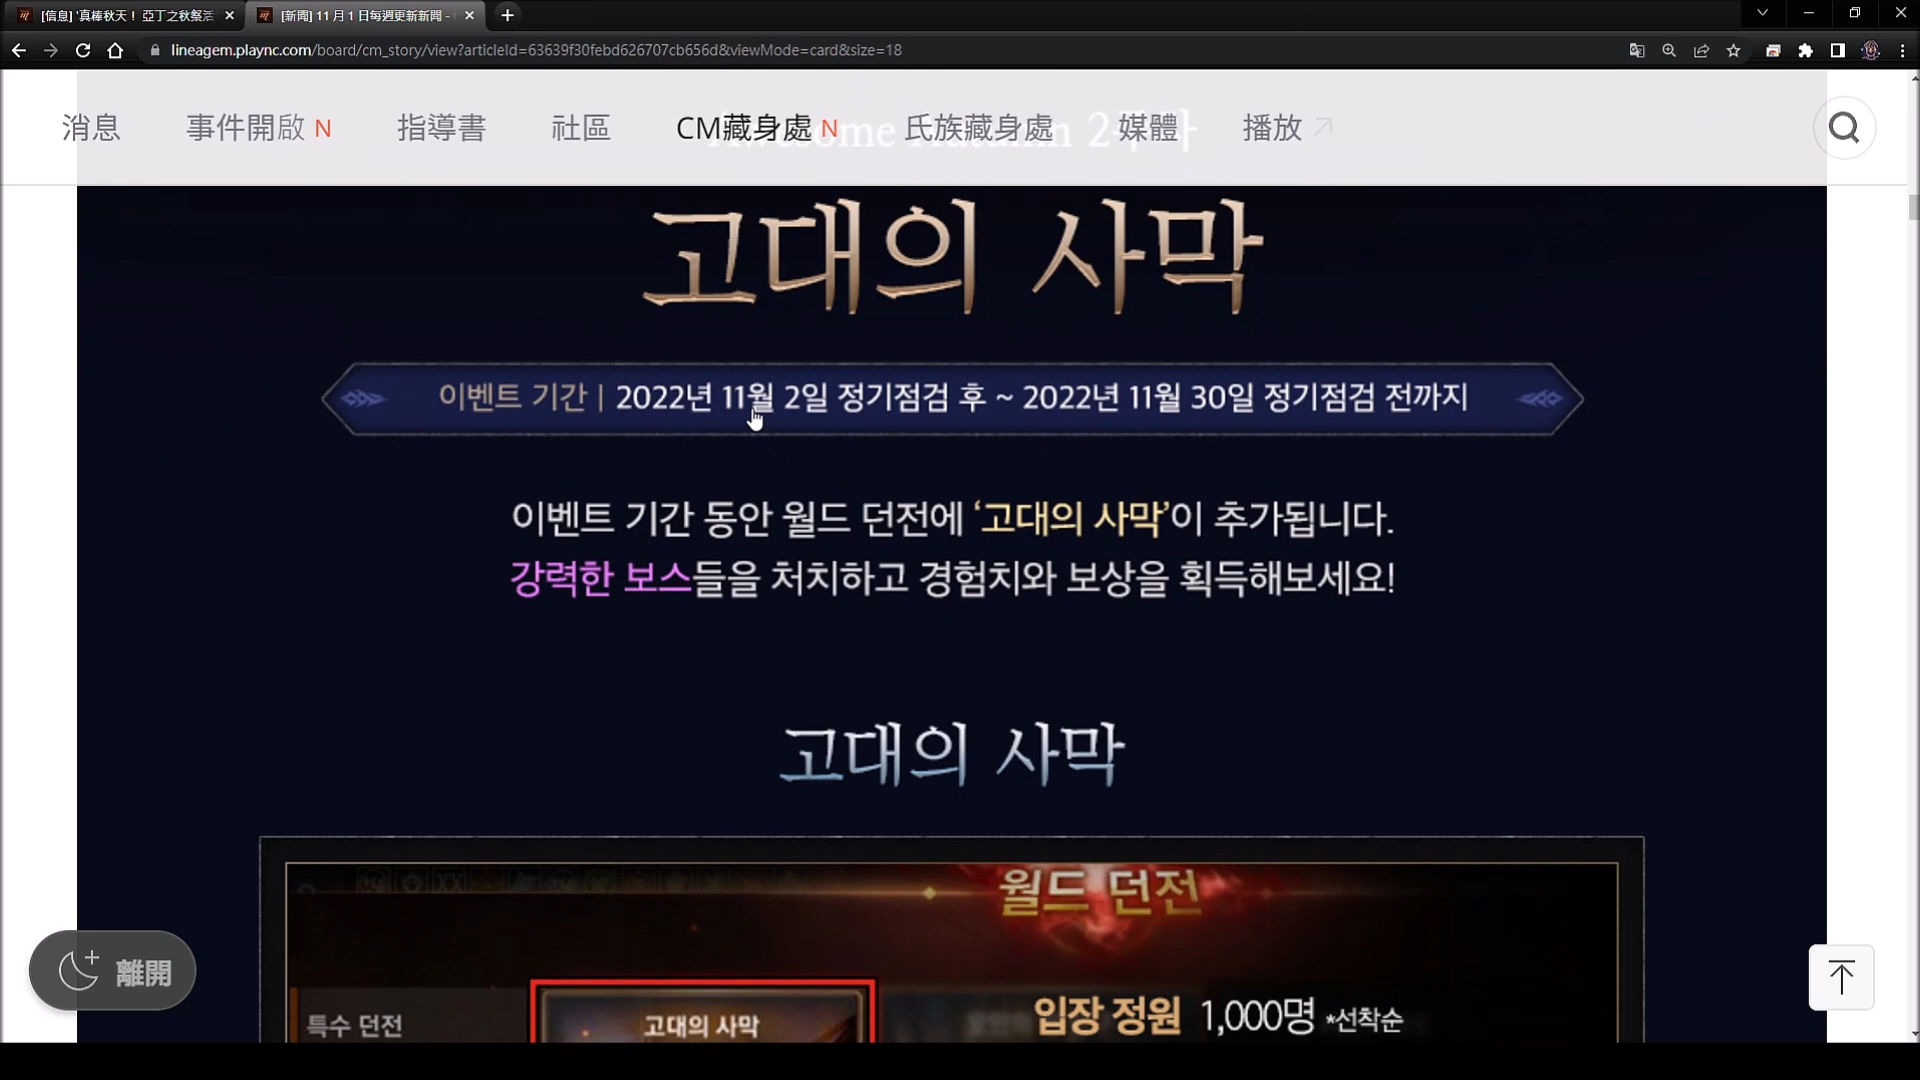 [信息] '真棒秋天！ 亞丁之秋祭活
[新聞] 11 月 1 日每週更新新聞 -
lineagem.plaync.com/board/cm_story/view?articleId=63639f30febd626707cb656d&viewMode=card&size=18
消息 事件開啟 N 指導書 社區 CM藏身處 N 氏族藏身處 媒體 播放
Awesome Autumn 2주차
고대의 사막
이벤트 기간 | 2022년 11월 2일 정기점검 후 ~ 2022년 11월 30일 정기점검 전까지
이벤트 기간 동안 월드 던전에 ‘고대의 사막’이 추가됩니다.
강력한 보스들을 처치하고 경험치와 보상을 획득해보세요!
고대의 사막
월드 던전
離開
특수 던전
고대의 사막
입장 정원 1,000명 *선착순